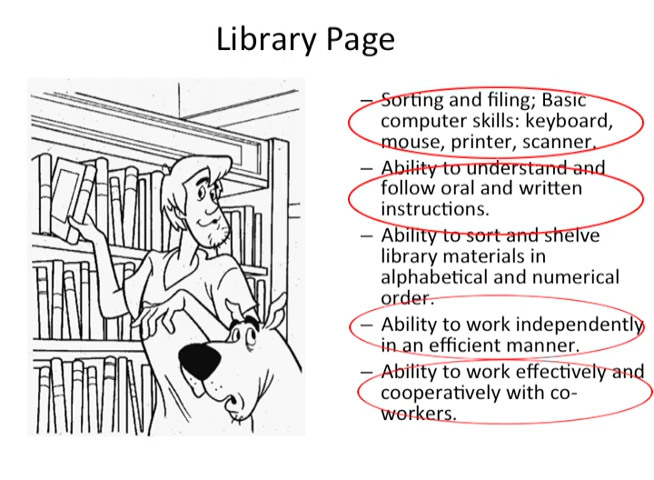 Library Page
– Sorting and filing; Basic
computer skills: keyboard,
mouse, printer, scanner.
– Ability to understand and
follow oral and written
instructions.
– Ability to sort and shelve
library materials in
alphabetical and numerical
order.
– Ability to work independently
in an efficient manner.
– Ability to work effectively and
cooperatively with co-
workers.